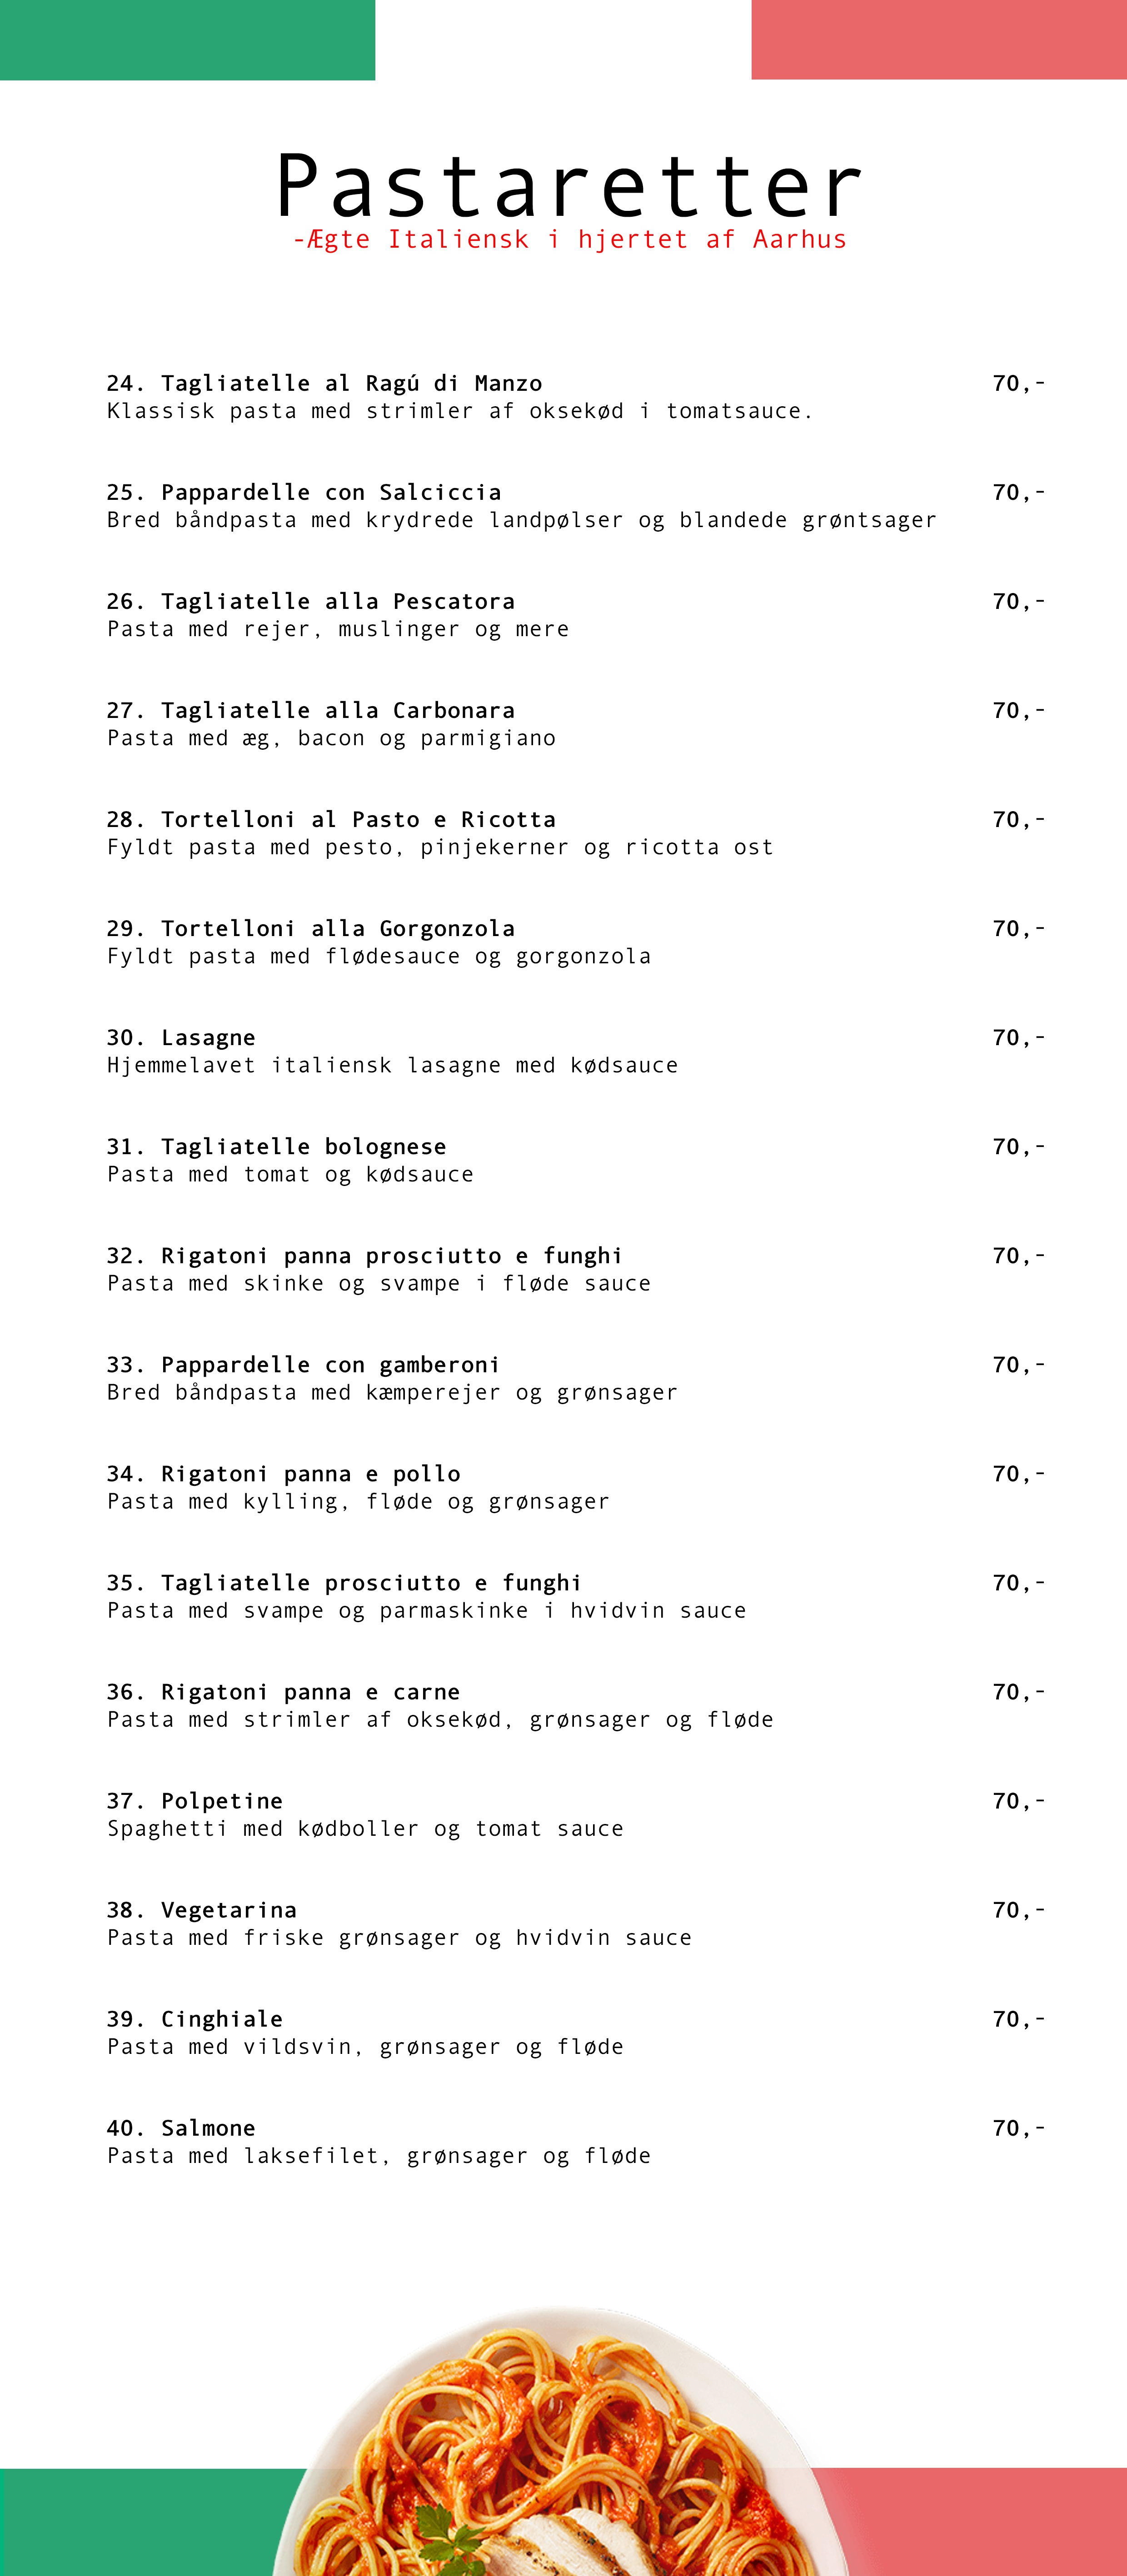 Pastaretter
-Ægte Italiensk i hjertet af Aarhus
24. Tagliatelle al Ragú di Manzo 70,-
Klassisk pasta med strimler af oksekød i tomatsauce.
25. Pappardelle con Salciccia 70,-
Bred båndpasta med krydrede landpølser og blandede grøntsager
26. Tagliatelle alla Pescatora 70,-
Pasta med rejer, muslinger og mere
27. Tagliatelle alla Carbonara 70,-
Pasta med æg, bacon og parmigiano
28. Tortelloni al Pasto e Ricotta 70,-
Fyldt pasta med pesto, pinjekerner og ricotta ost
29. Tortelloni alla Gorgonzola 70,-
Fyldt pasta med flødesauce og gorgonzola
30. Lasagne 70,-
Hjemmelavet italiensk lasagne med kødsauce
31. Tagliatelle bolognese 70,-
Pasta med tomat og kødsauce
32. Rigatoni panna prosciutto e funghi 70,-
Pasta med skinke og svampe i fløde sauce
33. Pappardelle con gamberoni 70,-
Bred båndpasta med kæmperejer og grønsager
34. Rigatoni panna e pollo 70,-
Pasta med kylling, fløde og grønsager
35. Tagliatelle prosciutto e funghi 70,-
Pasta med svampe og parmaskinke i hvidvin sauce
36. Rigatoni panna e carne 70,-
Pasta med strimler af oksekød, grønsager og fløde
37. Polpetine 70,-
Spaghetti med kødboller og tomat sauce
38. Vegetarina 70,-
Pasta med friske grønsager og hvidvin sauce
39. Cinghiale 70,-
Pasta med vildsvin, grønsager og fløde
40. Salmone 70,-
Pasta med laksefilet, grønsager og fløde